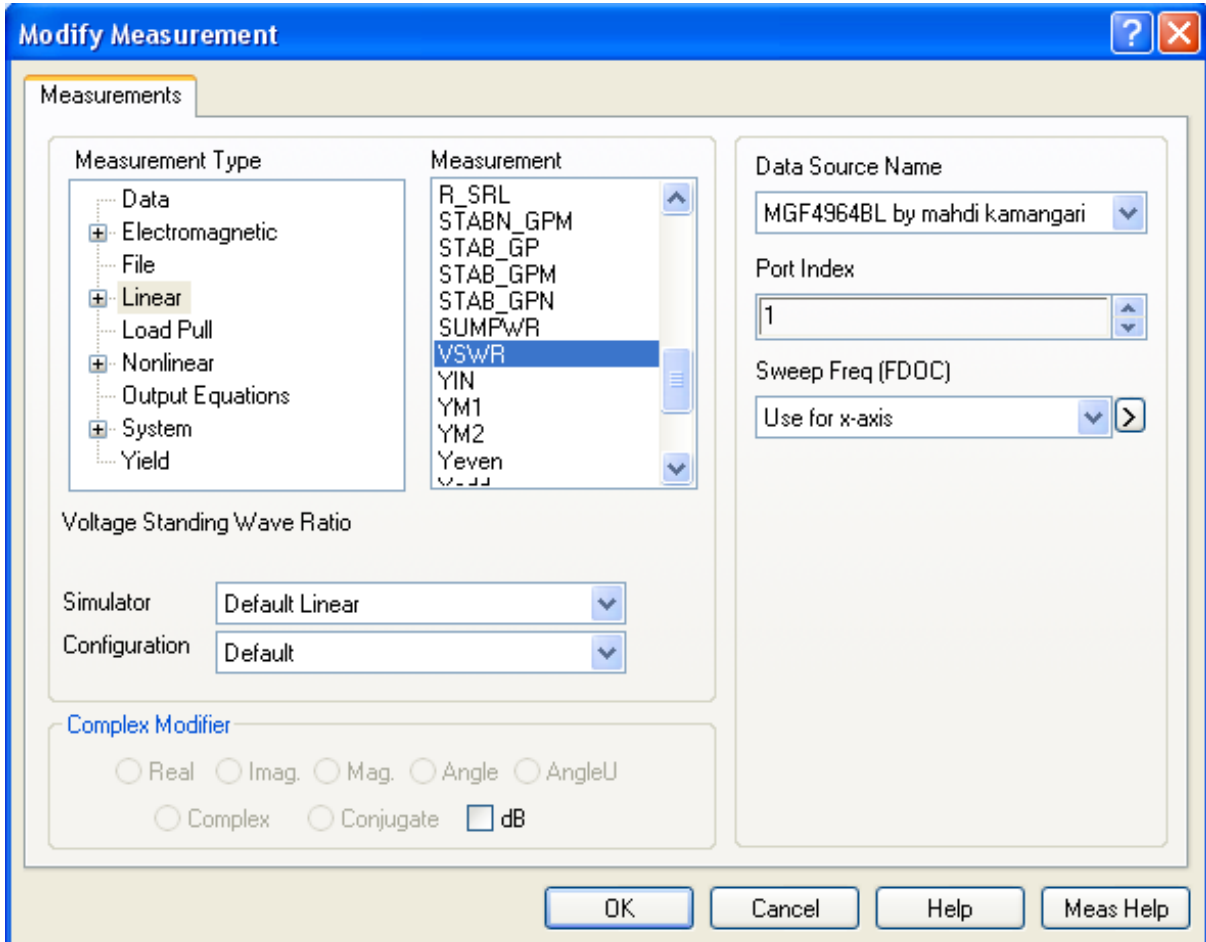 Modify Measurement
Measurements
Measurement Type
Data
Electromagnetic
File
Linear
Load Pull
Nonlinear
Output Equations
System
Yield
Measurement
R_SRL
STABN_GPM
STAB_GP
STAB_GPM
STAB_GPN
SUMPWR
VSWR
YIN
YM1
YM2
Yeven
Voltage Standing Wave Ratio
Simulator
Default Linear
Configuration
Default
Complex Modifier
Real Imag. Mag. Angle AngleU
Complex Conjugate dB
Data Source Name
MGF4964BL by mahdi kamangari
Port Index
1
Sweep Freq (FDOC)
Use for x-axis
>
OK Cancel Help Meas Help